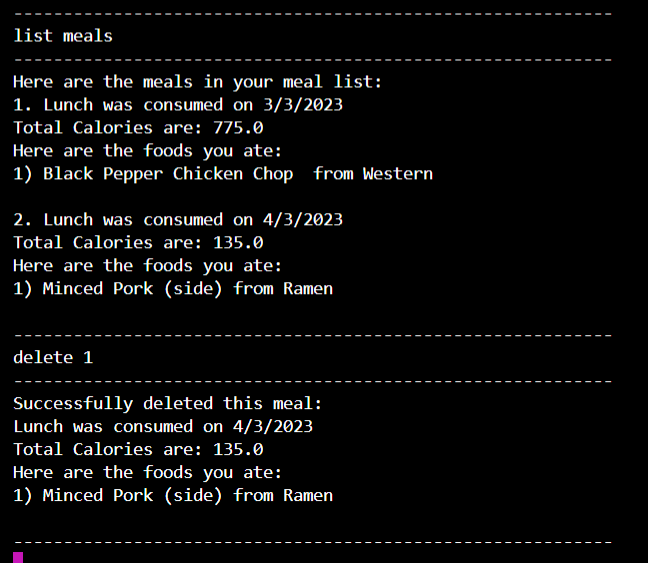 ------------------------------------------------------------
list meals
------------------------------------------------------------
Here are the meals in your meal list:
1. Lunch was consumed on 3/3/2023
Total Calories are: 775.0
Here are the foods you ate:
1) Black Pepper Chicken Chop  from Western

2. Lunch was consumed on 4/3/2023
Total Calories are: 135.0
Here are the foods you ate:
1) Minced Pork (side) from Ramen

------------------------------------------------------------
delete 1
------------------------------------------------------------
Successfully deleted this meal:
Lunch was consumed on 4/3/2023
Total Calories are: 135.0
Here are the foods you ate:
1) Minced Pork (side) from Ramen

------------------------------------------------------------